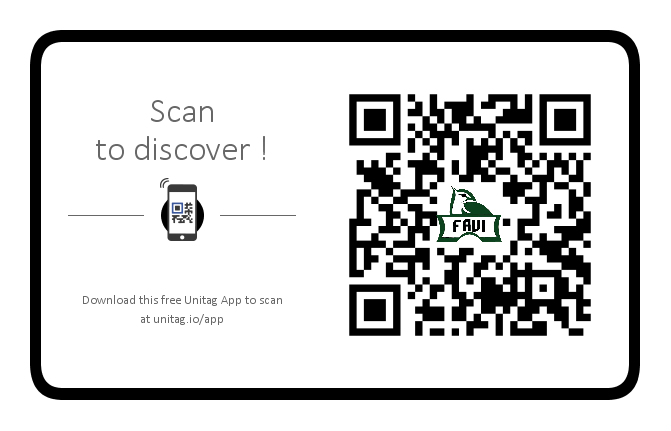 Scan
to discover !
Download this free Unitag App to scan
at unitag.io/app
FAVI